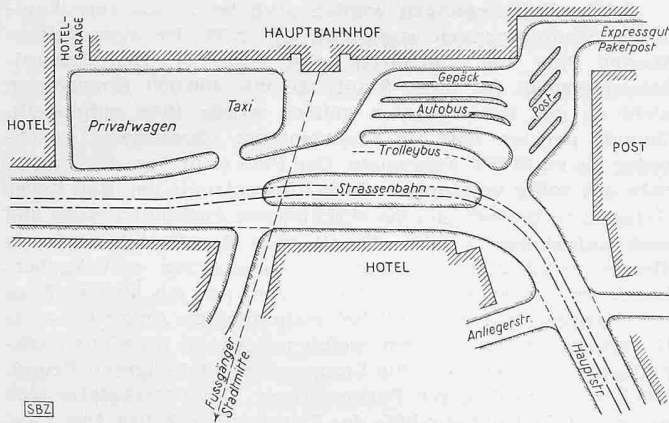 HOTEL-
GARAGE
HAUPTBAHNHOF
Expressgut
Paketpost
Gepäck
Taxi
Autobus
Post
HOTEL
Privatwagen
Trolleybus
POST
Strassenbahn
HOTEL
Anliegerstr.
Hauptstr.
Fussgänger
Stadtmitte
SBZ